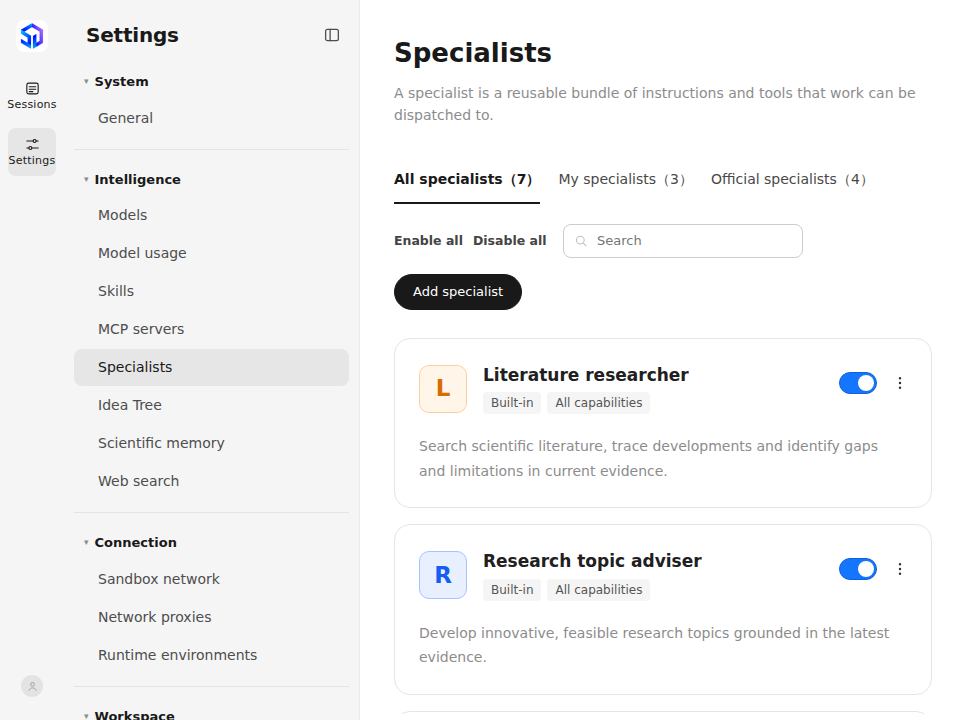 Settings
Sessions
Settings
System
General
Intelligence
Models
Model usage
Skills
MCP servers
Specialists
Idea Tree
Scientific memory
Web search
Connection
Sandbox network
Network proxies
Runtime environments
Workspace
Specialists
A specialist is a reusable bundle of instructions and tools that work can be
dispatched to.
All specialists（7） My specialists（3） Official specialists（4）
Enable all Disable all Search
Add specialist
L
Literature researcher
Built-in All capabilities
Search scientific literature, trace developments and identify gaps
and limitations in current evidence.
R
Research topic adviser
Built-in All capabilities
Develop innovative, feasible research topics grounded in the latest
evidence.